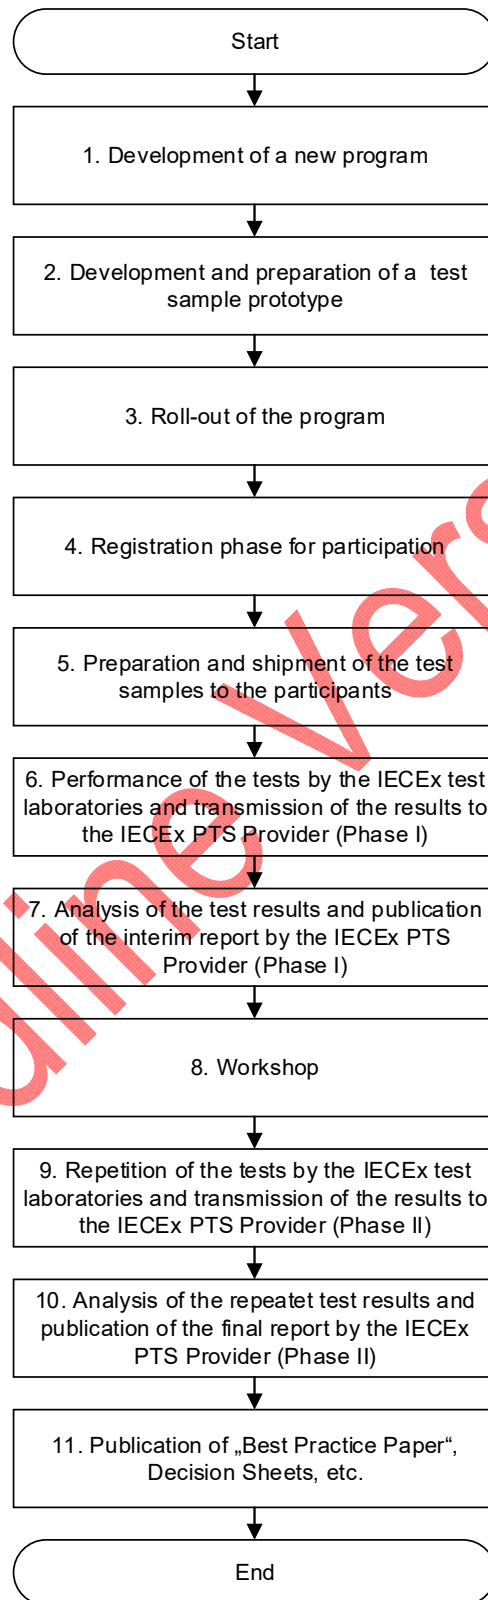 Start
1. Development of a new program
2. Development and preparation of a test
sample prototype
3. Roll-out of the program
4. Registration phase for participation
5. Preparation and shipment of the test
samples to the participants
6. Performance of the tests by the IECEx test
laboratories and transmission of the results to
the IECEx PTS Provider (Phase I)
7. Analysis of the test results and publication
of the interim report by the IECEx PTS
Provider (Phase I)
8. Workshop
9. Repetition of the tests by the IECEx test
laboratories and transmission of the results to
the IECEx PTS Provider (Phase II)
10. Analysis of the repeatet test results and
publication of the final report by the IECEx
PTS Provider (Phase II)
11. Publication of „Best Practice Paper“,
Decision Sheets, etc.
End